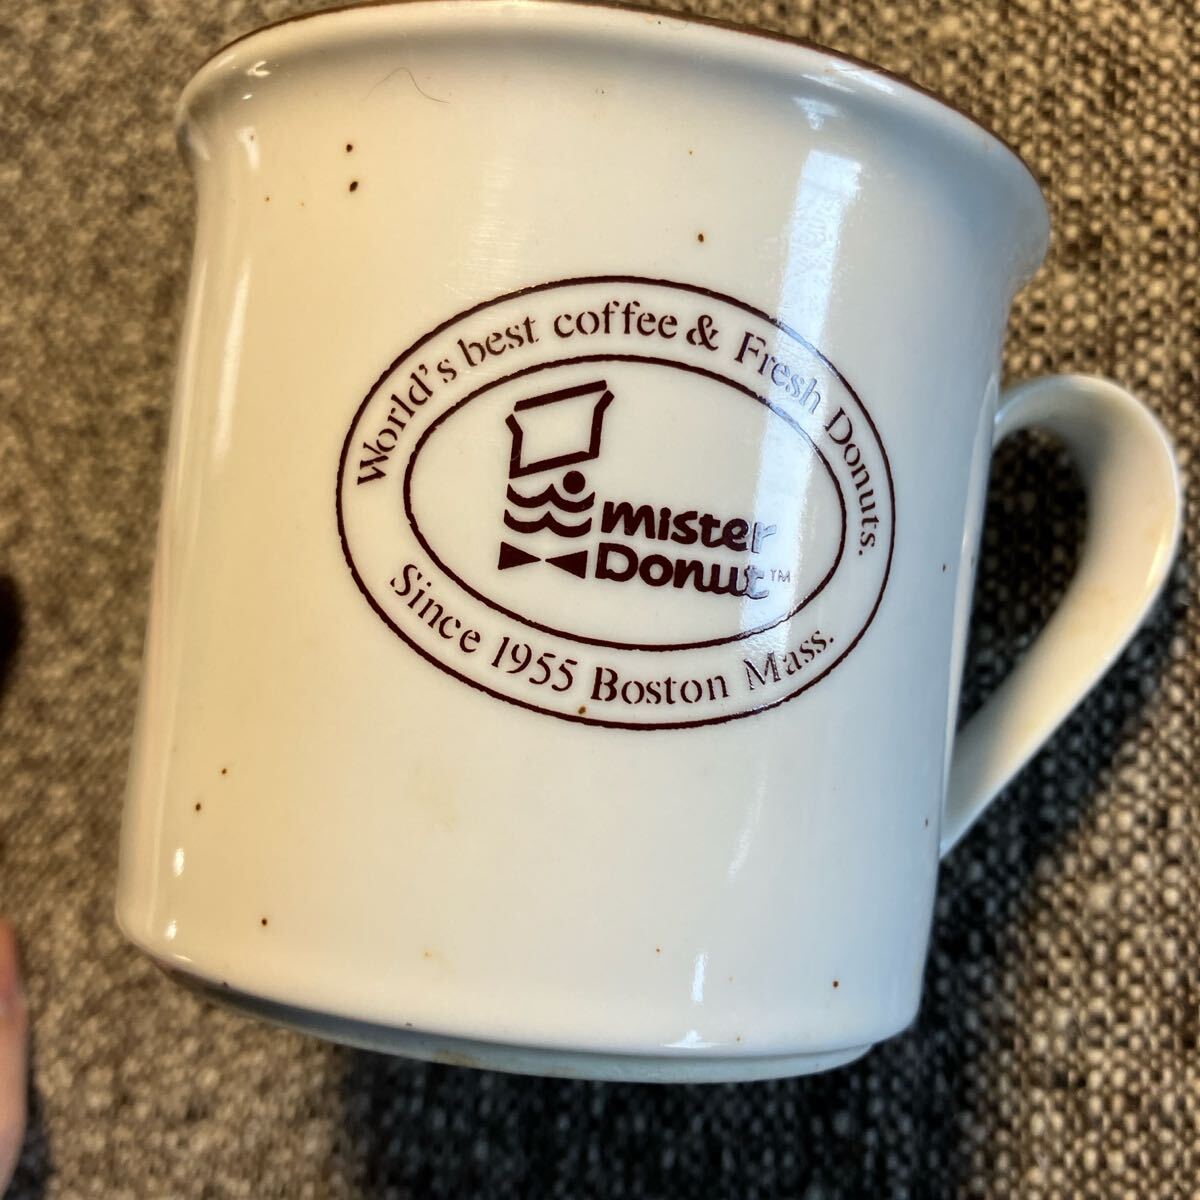 World's best coffee & Fresh Donuts.
mister
Donut™
Since 1955 Boston Mass.